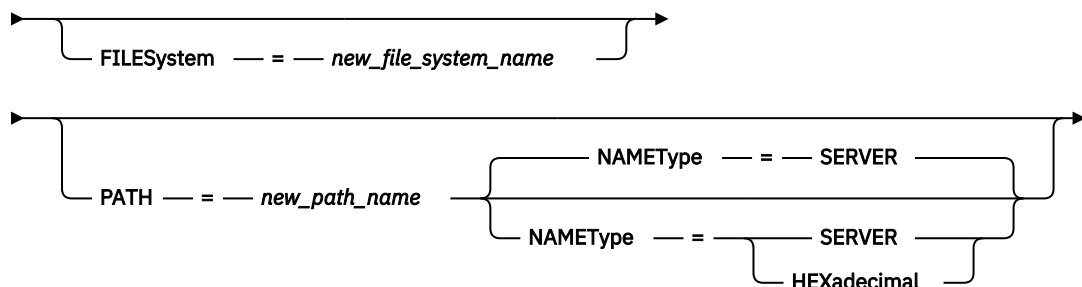 FILESystem = new_file_system_name
NAMEType = SERVER
PATH = new_path_name
NAMEType = SERVER
HEXadecimal